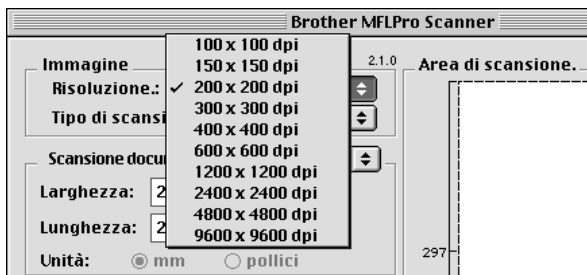 Brother MFLPro Scanner
Immagine
2.1.0
Area di scansione.
Risoluzione.:
100 x 100 dpi
150 x 150 dpi
✓ 200 x 200 dpi
300 x 300 dpi
400 x 400 dpi
600 x 600 dpi
1200 x 1200 dpi
2400 x 2400 dpi
4800 x 4800 dpi
9600 x 9600 dpi
Tipo di scansi
Scansione docu
Larghezza: 2
Lunghezza: 2
Unità: mm pollici
297